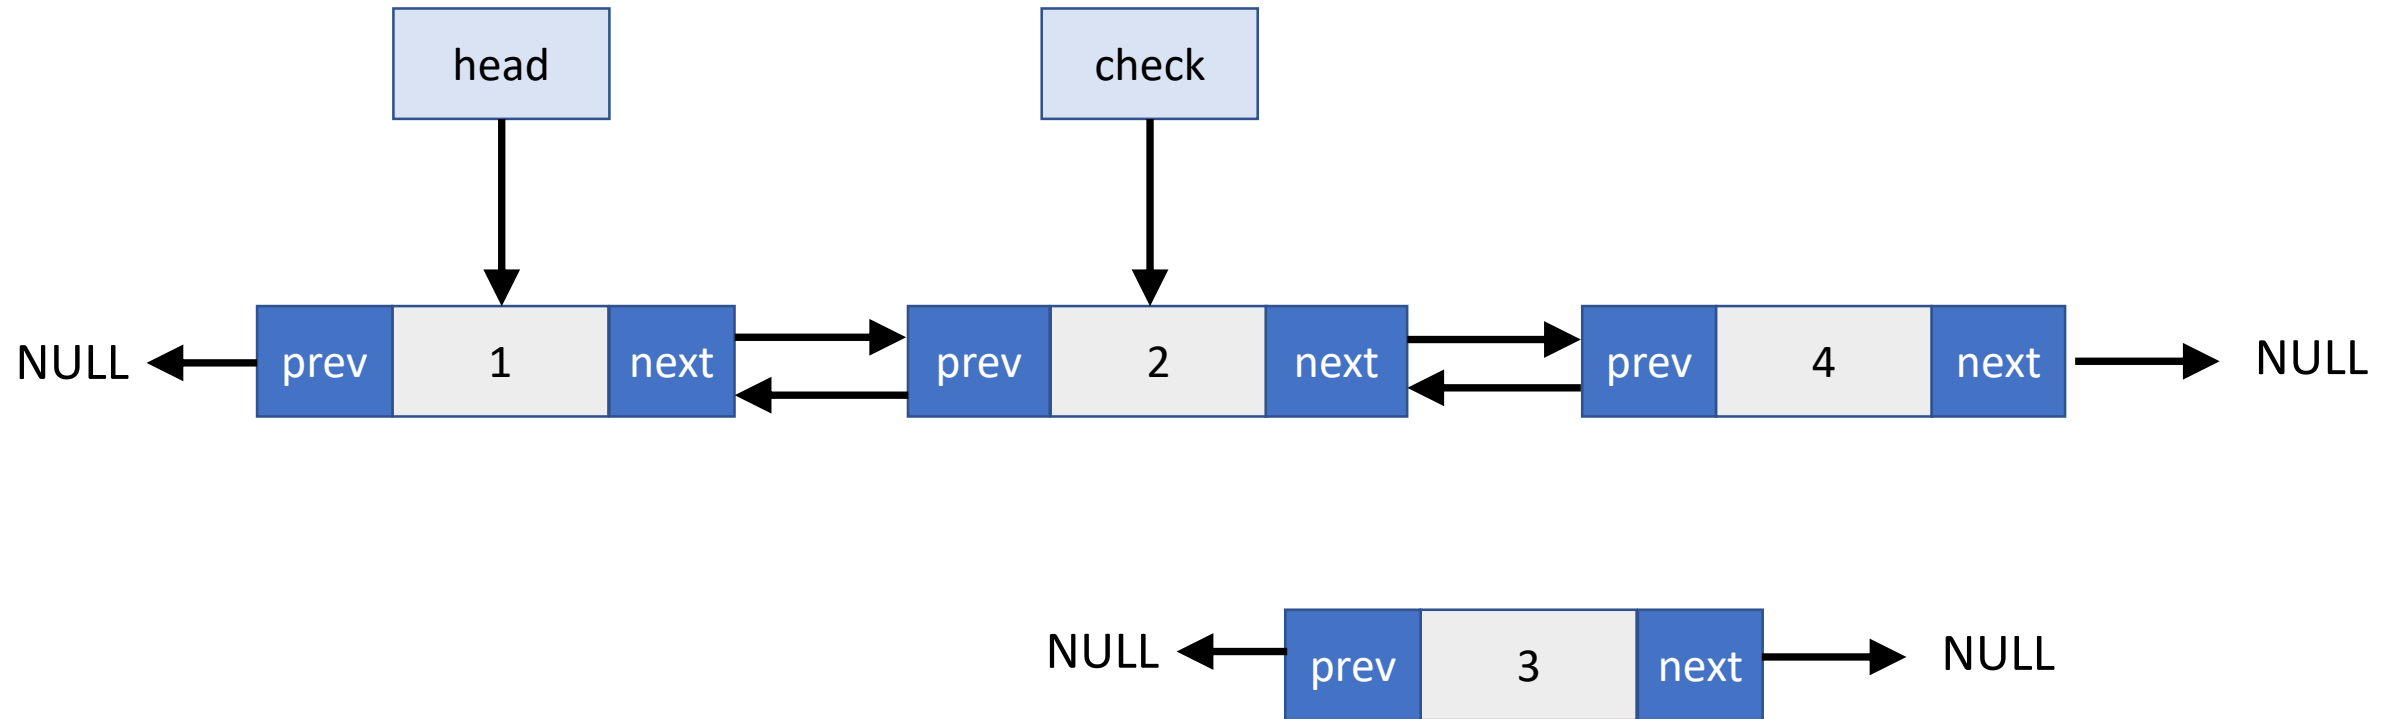 head
check
NULL
prev
1
next
prev
2
next
prev
4
next
NULL
NULL
prev
3
next
NULL